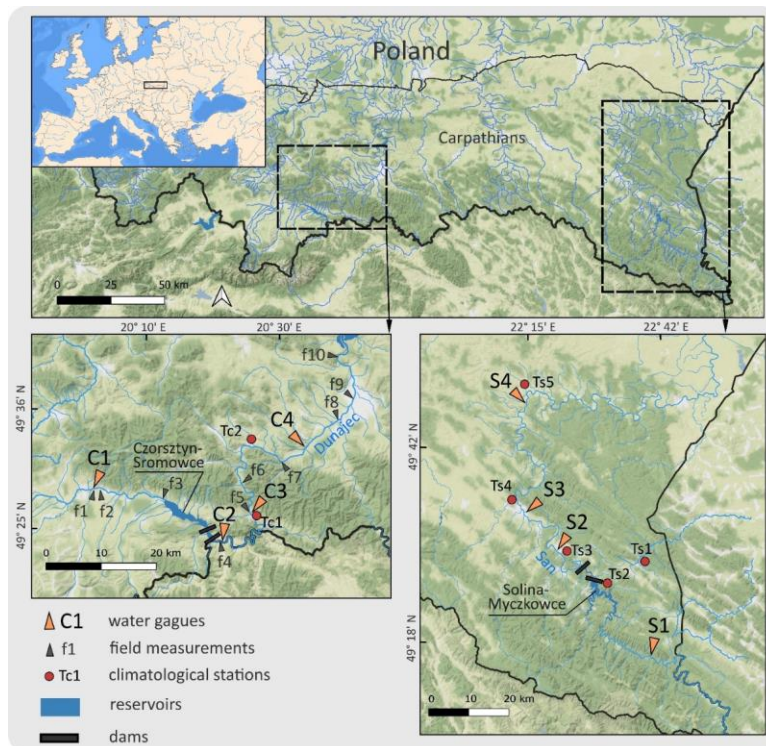 Poland
Carpathians
0 25 50 km
20° 10' E 20° 30' E
49° 36' N
49° 25' N
f10
f9
f8
C4
Dunajec
Tc2
Czorsztyn-
Sromowce
C1
f1 f2
f3
f6
f7
f5
C3
C2
Tc1
f4
0 10 20 km
22° 15' E 22° 42' E
49° 42' N
49° 18' N
S4 Ts5
Ts4
S3
S2
Ts3
San
Ts1
Ts2
Solina-
Myczkowce
S1
0 10 20 km
C1 water gagues
f1 field measurements
Tc1 climatological stations
reservoirs
dams